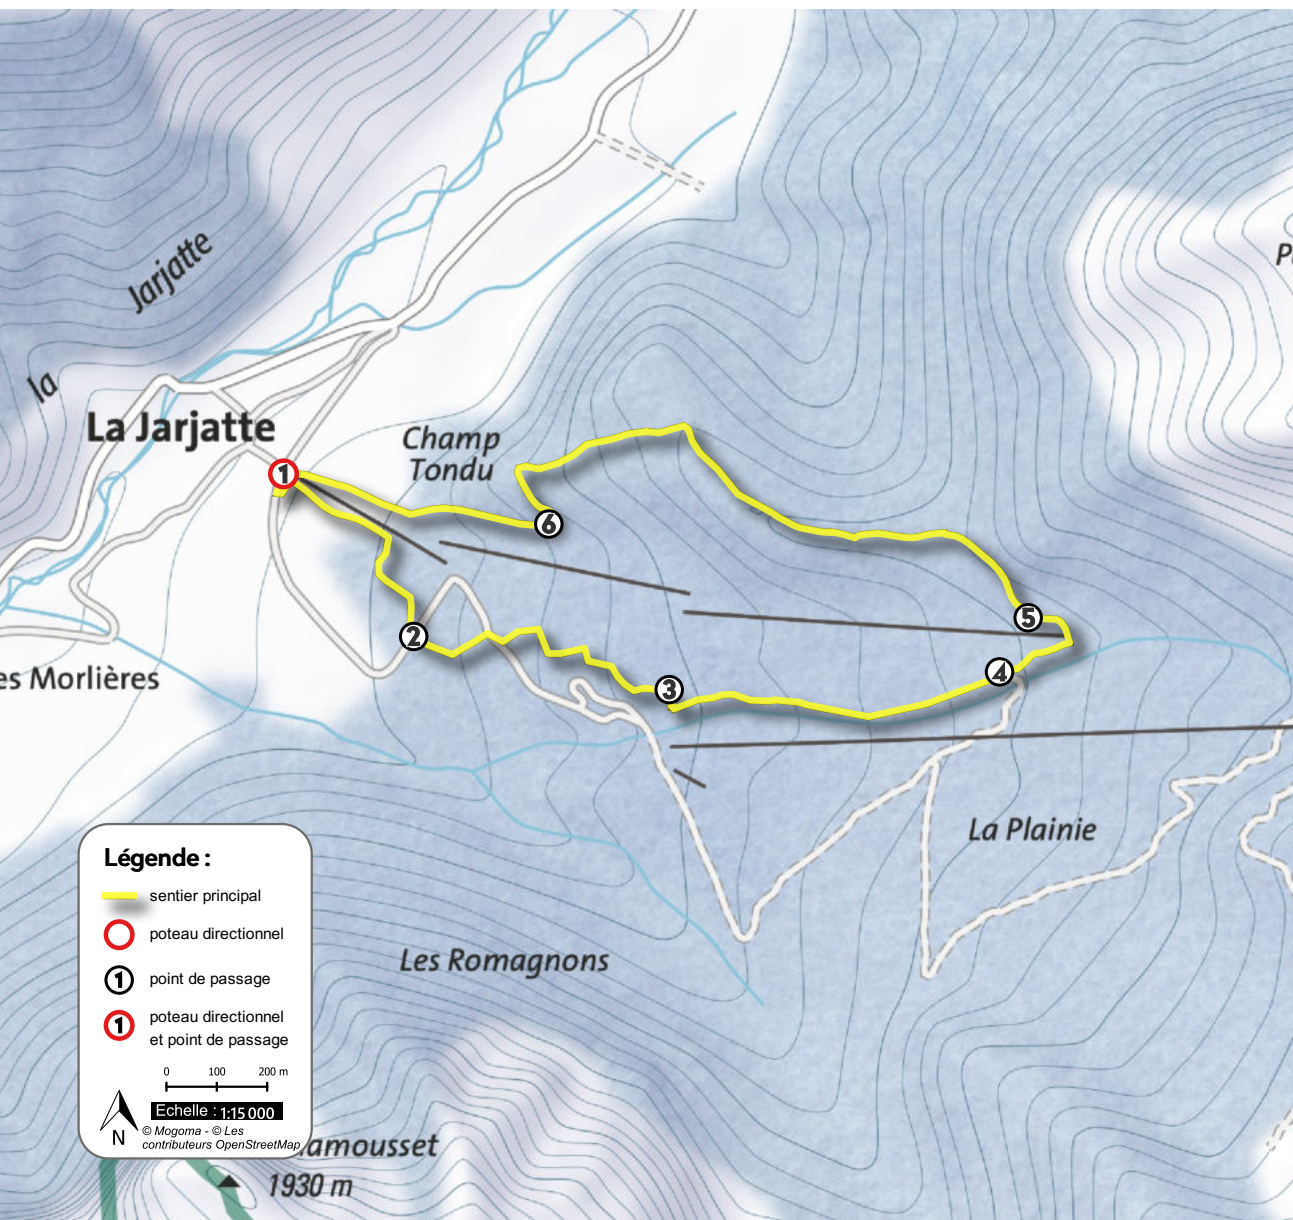 Jarjatte
la
La Jarjatte
Champ
Tondu
1
6
2
5
4
3
es Morlières
La Plainie
Les Romagnons
Légende :
sentier principal
poteau directionnel
1 point de passage
1 poteau directionnel
et point de passage
0 100 200 m
Echelle : 1:15 000
N
© Mogoma - © Les
contributeurs OpenStreetMap
amousset
1930 m